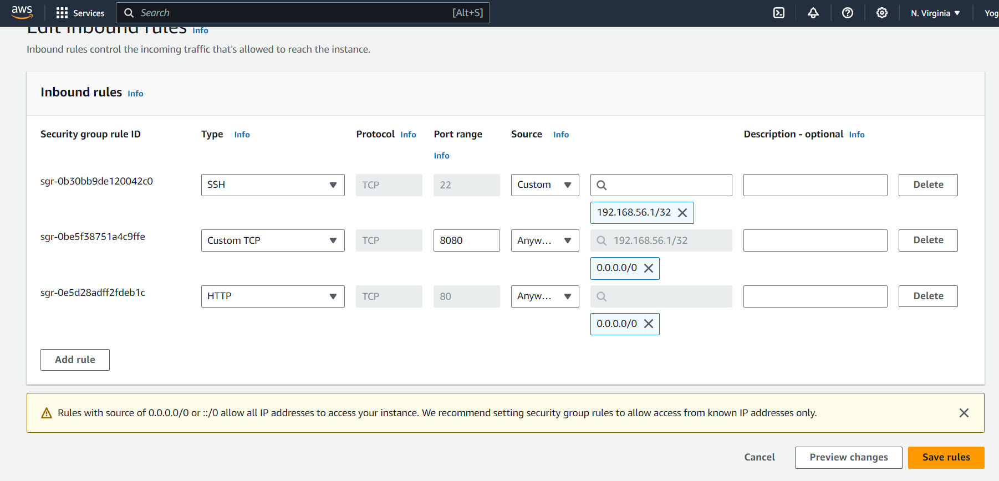 aws Services Search [Alt+S] N. Virginia Yog
Edit inbound rules Info
Inbound rules control the incoming traffic that's allowed to reach the instance.
Inbound rules Info
Security group rule ID Type Info Protocol Info Port range Source Info Description - optional Info
Info
sgr-0b30bb9de120042c0 SSH TCP 22 Custom Delete
192.168.56.1/32
sgr-0be5f38751a4c9ffe Custom TCP TCP 8080 Anyw... 192.168.56.1/32 Delete
0.0.0.0/0
sgr-0e5d28adff2fdeb1c HTTP TCP 80 Anyw... Delete
0.0.0.0/0
Add rule
Rules with source of 0.0.0.0/0 or ::/0 allow all IP addresses to access your instance. We recommend setting security group rules to allow access from known IP addresses only.
Cancel Preview changes Save rules